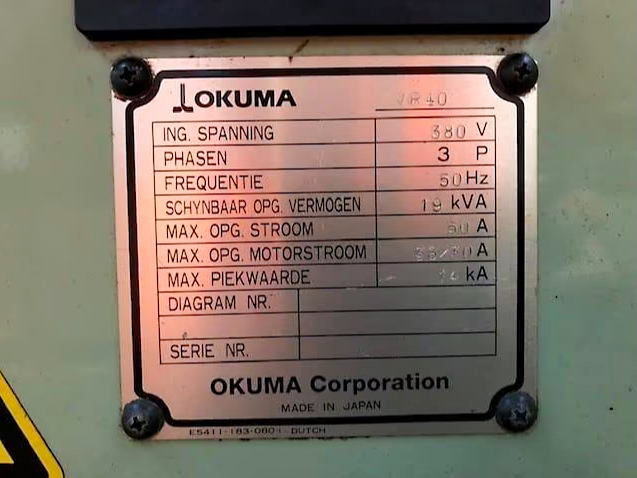 OKUMA VR40
ING. SPANNING 380 V
PHASEN 3 P
FREQUENTIE 50 Hz
SCHYNBAAR OPG. VERMOGEN 19 kVA
MAX. OPG. STROOM A
MAX. OPG. MOTORSTROOM A
MAX. PIEKWAARDE kA
DIAGRAM NR.
SERIE NR.
OKUMA Corporation
MADE IN JAPAN
DUTCH